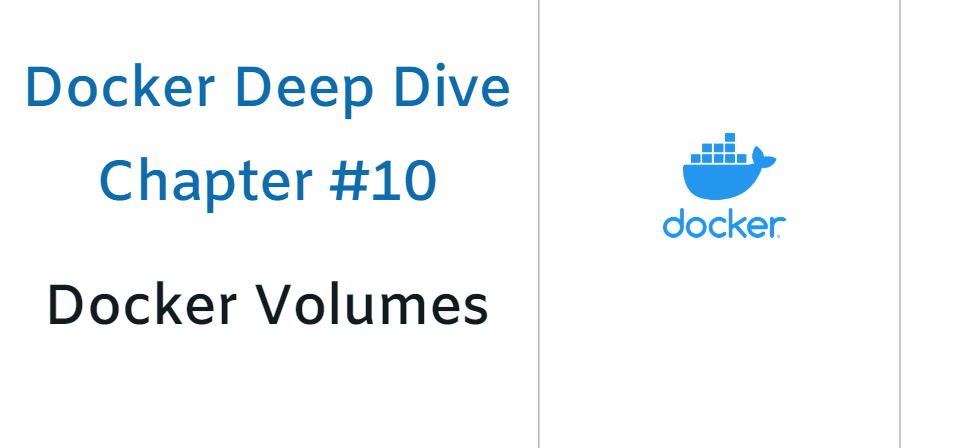 Docker Deep Dive
Chapter #10
Docker Volumes
docker